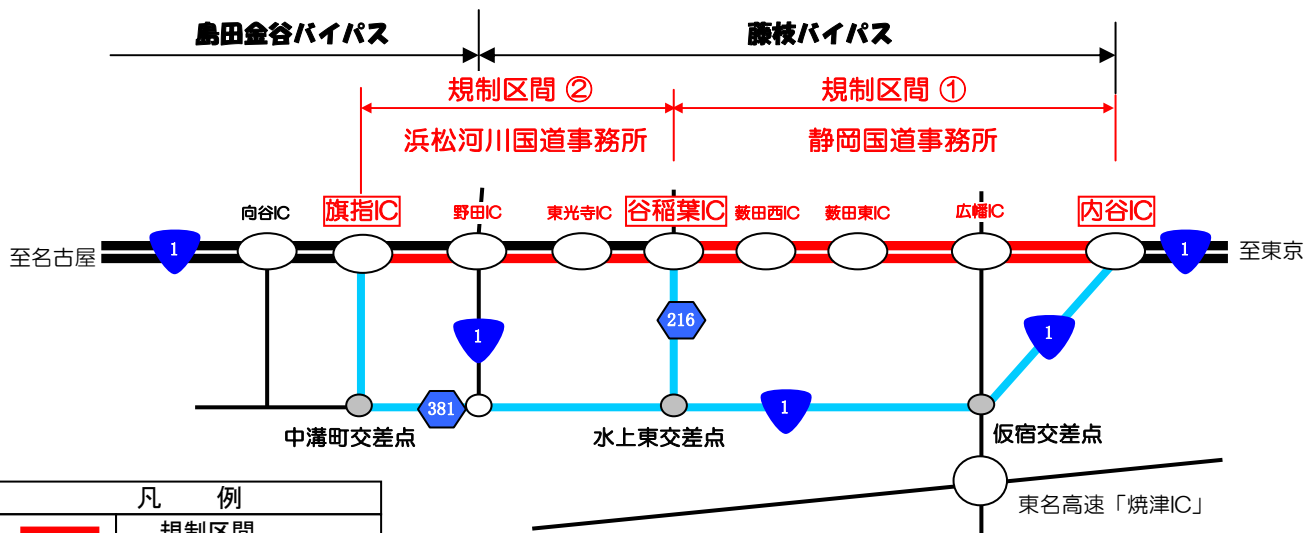 島田金谷バイパス
藤枝バイパス
規制区間 ②
規制区間 ①
浜松河川国道事務所
静岡国道事務所
向谷IC
旗指IC
野田IC
東光寺IC
谷稲葉IC
薮田西IC
薮田東IC
広幡IC
内谷IC
至名古屋
1
1
至東京
216
1
1
381
1
中溝町交差点
水上東交差点
仮宿交差点
東名高速「焼津IC」
凡 例
規制区間